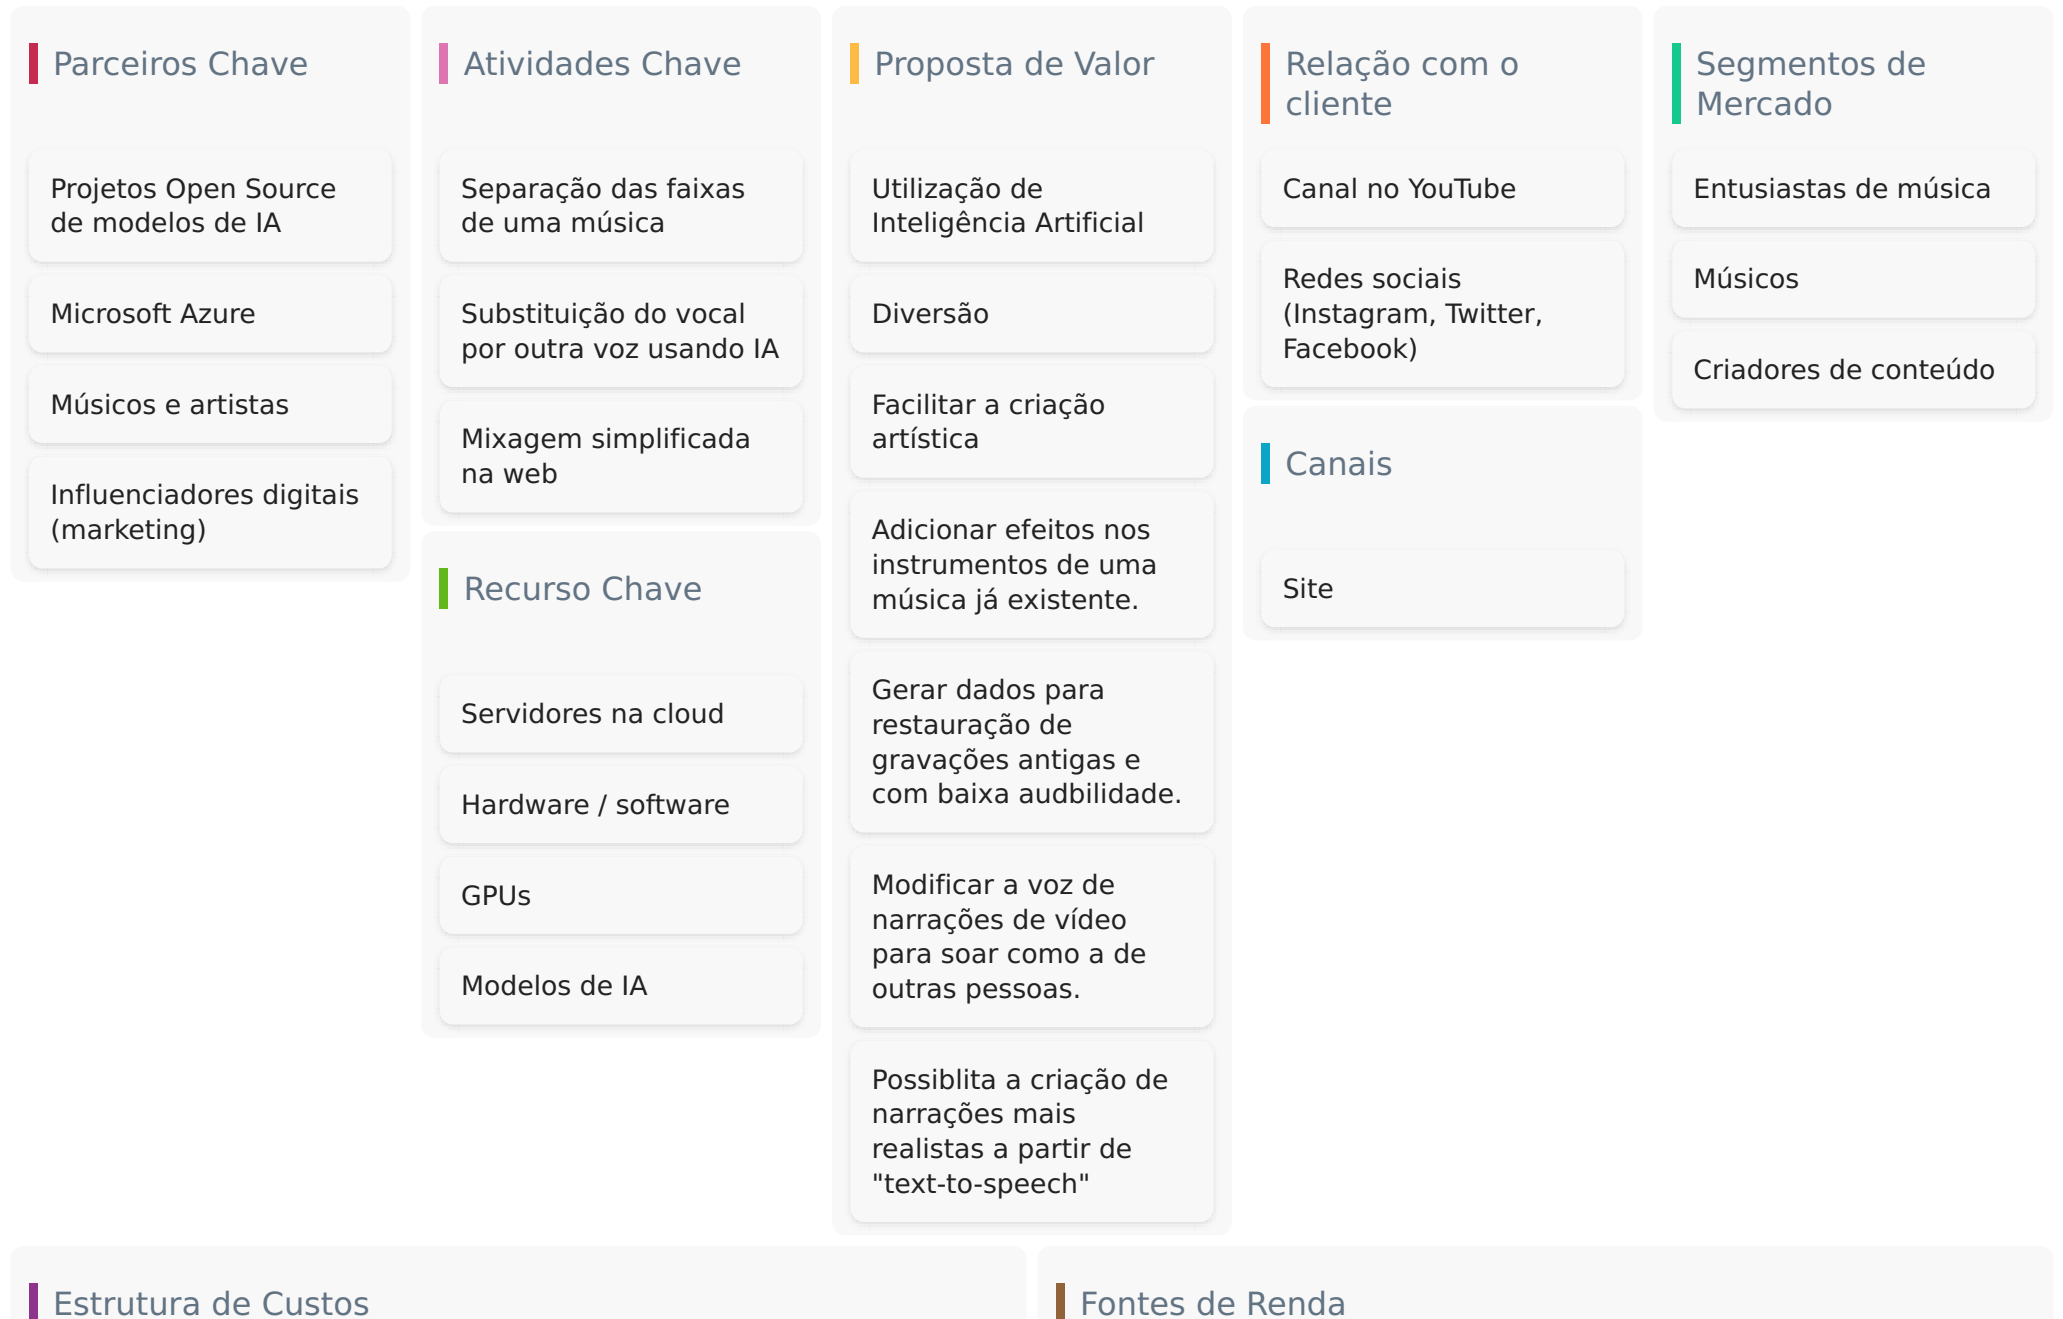 Parceiros Chave
Projetos Open Source
de modelos de IA
Microsoft Azure
Músicos e artistas
Influenciadores digitais
(marketing)
Atividades Chave
Separação das faixas
de uma música
Substituição do vocal
por outra voz usando IA
Mixagem simplificada
na web
Recurso Chave
Servidores na cloud
Hardware / software
GPUs
Modelos de IA
Proposta de Valor
Utilização de
Inteligência Artificial
Diversão
Facilitar a criação
artística
Adicionar efeitos nos
instrumentos de uma
música já existente.
Gerar dados para
restauração de
gravações antigas e
com baixa audbilidade.
Modificar a voz de
narrações de vídeo
para soar como a de
outras pessoas.
Possiblita a criação de
narrações mais
realistas a partir de
"text-to-speech"
Relação com o
cliente
Canal no YouTube
Redes sociais
(Instagram, Twitter,
Facebook)
Canais
Site
Segmentos de
Mercado
Entusiastas de música
Músicos
Criadores de conteúdo
Estrutura de Custos
Fontes de Renda